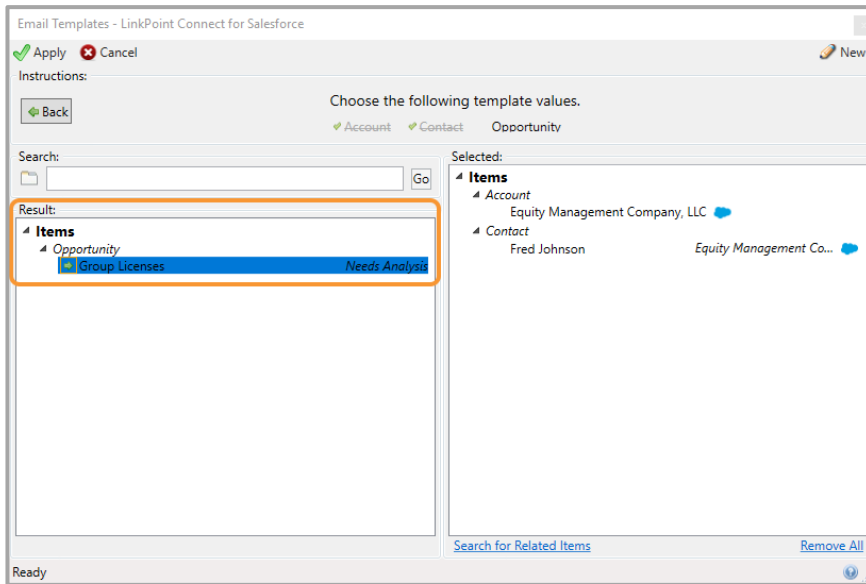 Email Templates - LinkPoint Connect for Salesforce
Apply Cancel New
Instructions:
Back
Choose the following template values.
Account Contact Opportunity
Search:
Go
Result:
Items
Opportunity
Group Licenses Needs Analysis
Selected:
Items
Account
Equity Management Company, LLC
Contact
Fred Johnson Equity Management Co...
Search for Related Items Remove All
Ready